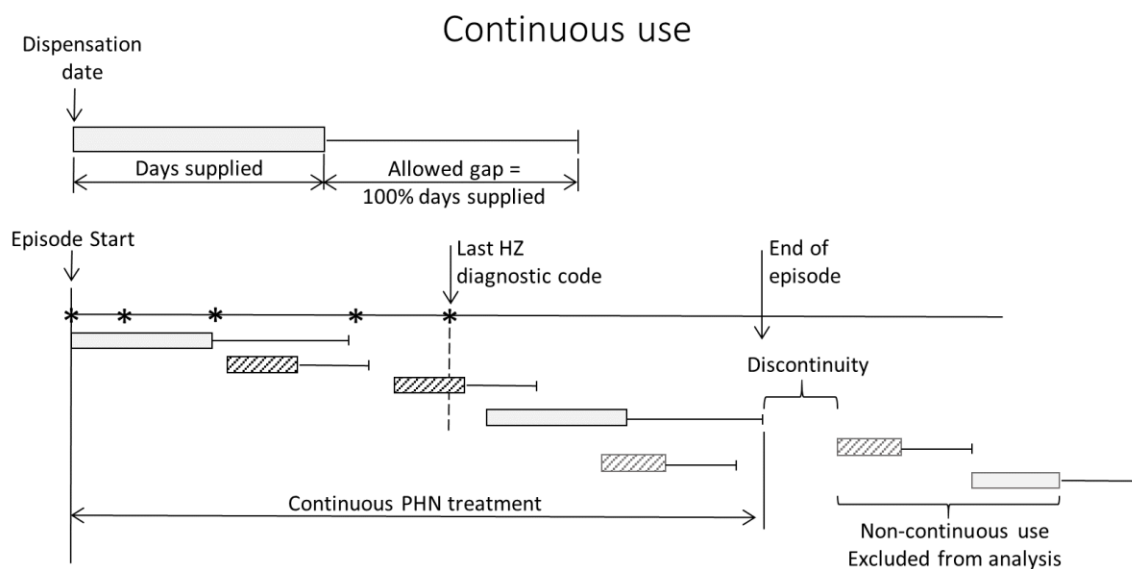 Continuous use
Dispensation
date
Days supplied
Allowed gap =
100% days supplied
Episode Start
Last HZ
diagnostic code
End of
episode
* * * * *
Discontinuity
Continuous PHN treatment
Non-continuous use
Excluded from analysis